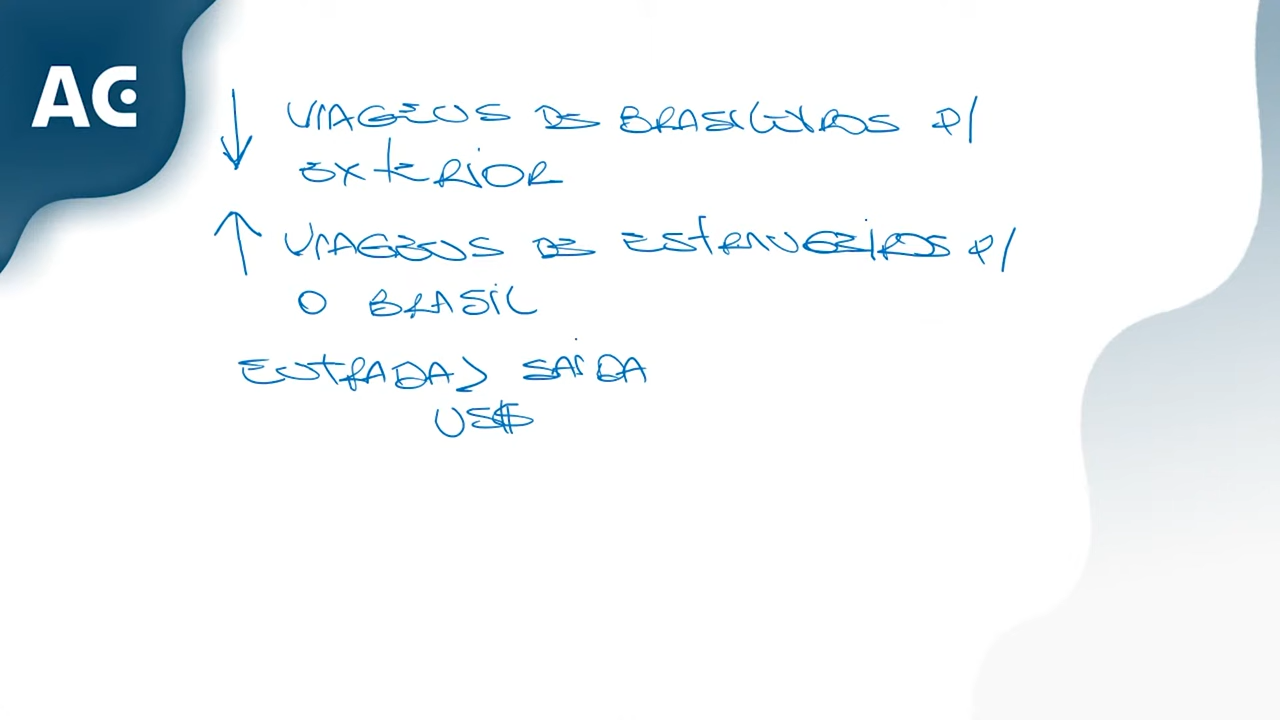 AC
↓ VIAGENS DE BRASILEIROS P/
EXTERIOR
↑ VIAGENS DE ESTRANGEIROS P/
O BRASIL
ENTRADA > SAÍDA
US$